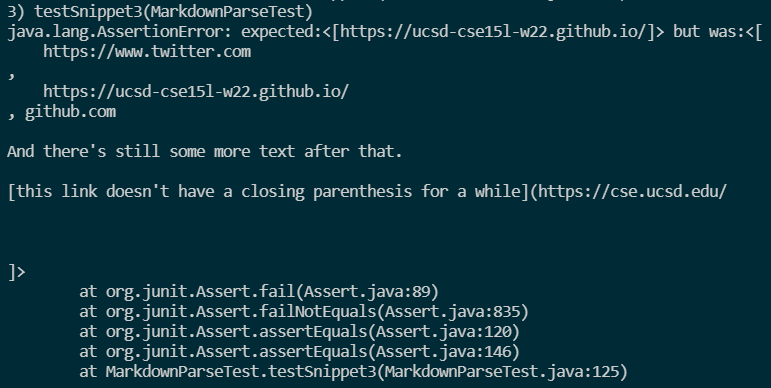 3) testSnippet3(MarkdownParseTest)
java.lang.AssertionError: expected:<[https://ucsd-cse15l-w22.github.io/]> but was:<[
    https://www.twitter.com
,
    https://ucsd-cse15l-w22.github.io/
, github.com

And there's still some more text after that.

[this link doesn't have a closing parenthesis for a while](https://cse.ucsd.edu/



]>
        at org.junit.Assert.fail(Assert.java:89)
        at org.junit.Assert.failNotEquals(Assert.java:835)
        at org.junit.Assert.assertEquals(Assert.java:120)
        at org.junit.Assert.assertEquals(Assert.java:146)
        at MarkdownParseTest.testSnippet3(MarkdownParseTest.java:125)